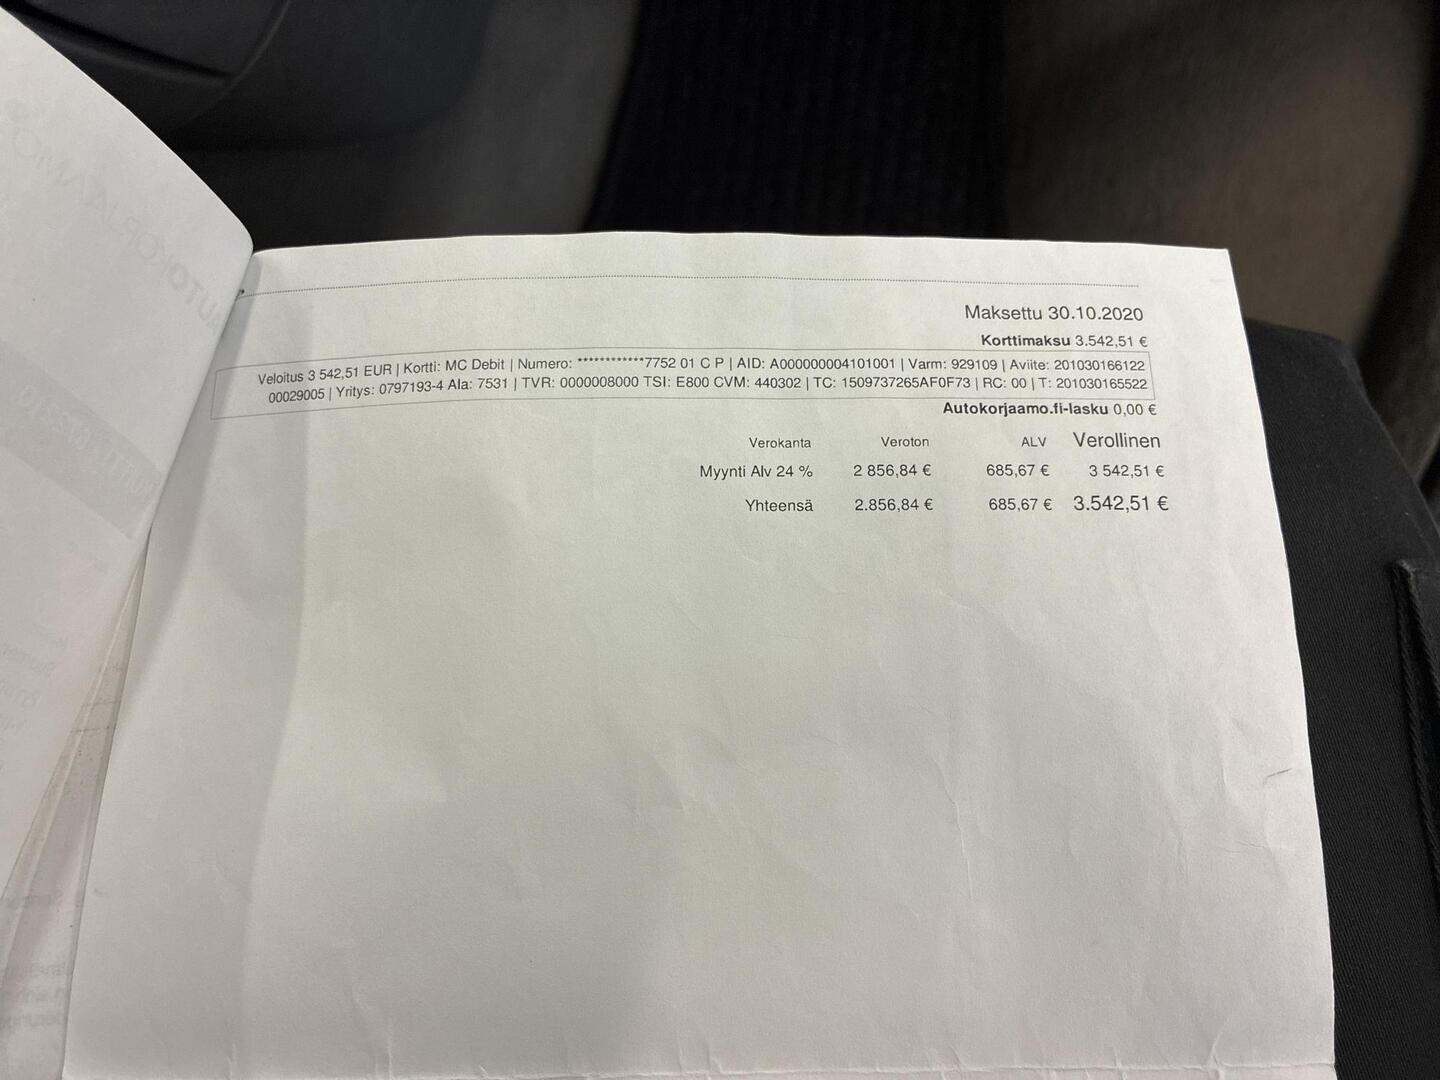 Maksettu 30.10.2020
Korttimaksu 3.542,51 €
Veloitus 3 542,51 EUR | Kortti: MC Debit | Numero: ************7752 01 C P | AID: A000000004101001 | Varm: 929109 | Aviite: 201030166122
00029005 | Yritys: 0797193-4 Ala: 7531 | TVR: 0000008000 TSI: E800 CVM: 440302 | TC: 1509737265AF0F73 | RC: 00 | T: 201030165522
Autokorjaamo.fi-lasku 0,00 €
Verokanta Veroton ALV Verollinen
Myynti Alv 24 % 2 856,84 € 685,67 € 3 542,51 €
Yhteensä 2.856,84 € 685,67 € 3.542,51 €